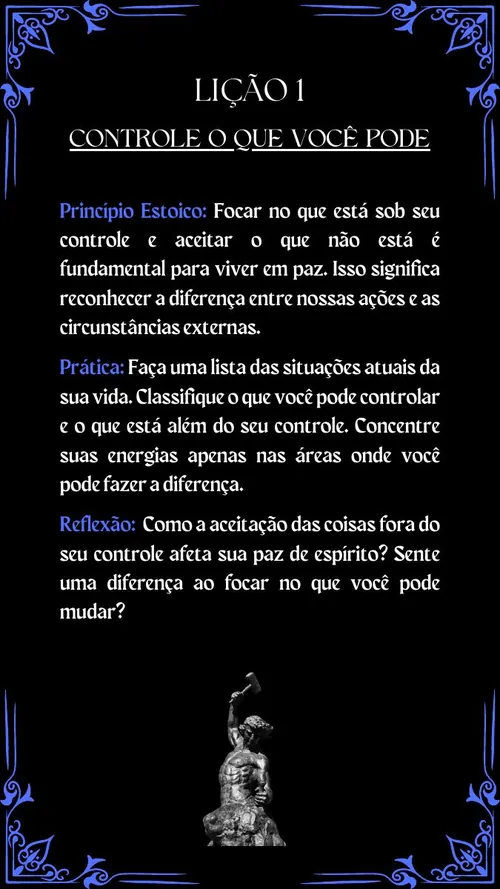 LIÇÃO 1
CONTROLE O QUE VOCÊ PODE
Princípio Estoico: Focar no que está sob seu
controle e aceitar o que não está é
fundamental para viver em paz. Isso significa
reconhecer a diferença entre nossas ações e as
circunstâncias externas.
Prática: Faça uma lista das situações atuais da
sua vida. Classifique o que você pode controlar
e o que está além do seu controle. Concentre
suas energias apenas nas áreas onde você
pode fazer a diferença.
Reflexão: Como a aceitação das coisas fora do
seu controle afeta sua paz de espírito? Sente
uma diferença ao focar no que você pode
mudar?